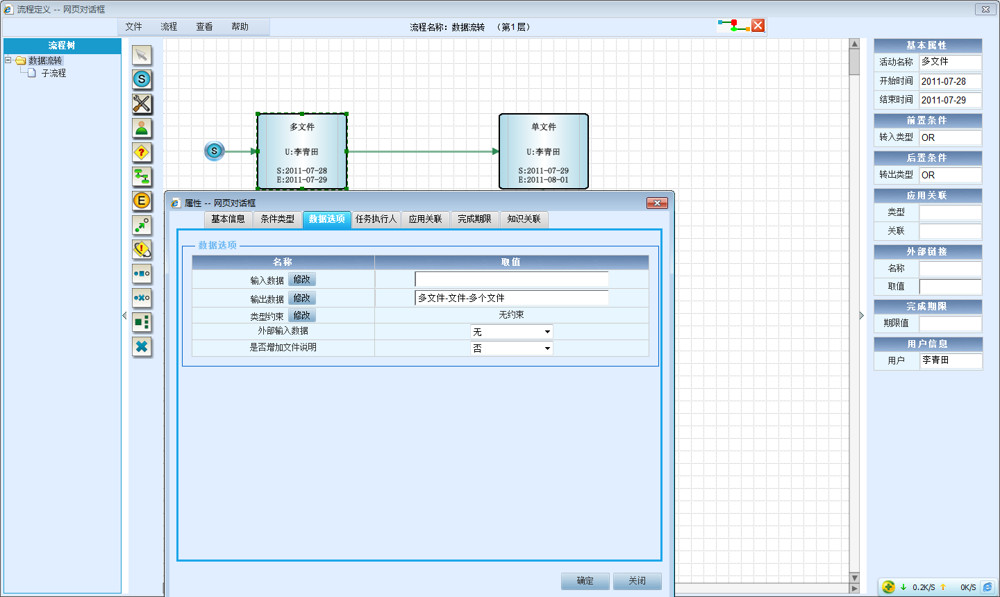 流程定义 -- 网页对话框
文件 流程 查看 帮助
流程名称：数据流转 （第1层）
流程树
数据流转
子流程
S
E
S
多文件
U:李青田
S:2011-07-28
E:2011-07-29
单文件
U:李青田
S:2011-07-29
E:2011-08-01
属性 -- 网页对话框
基本信息 条件类型 数据选项 任务执行人 应用关联 完成期限 知识关联
数据选项
名称 取值
输入数据 修改
输出数据 修改 多文件-文件-多个文件
类型约束 修改 无约束
外部输入数据 无
是否增加文件说明 否
确定 关闭
基本属性
活动名称 多文件
开始时间 2011-07-28
结束时间 2011-07-29
前置条件
转入类型 OR
后置条件
转出类型 OR
应用关联
类型
关联
外部链接
名称
取值
完成期限
期限值
用户信息
用户 李青田
0.2K/S 0K/S